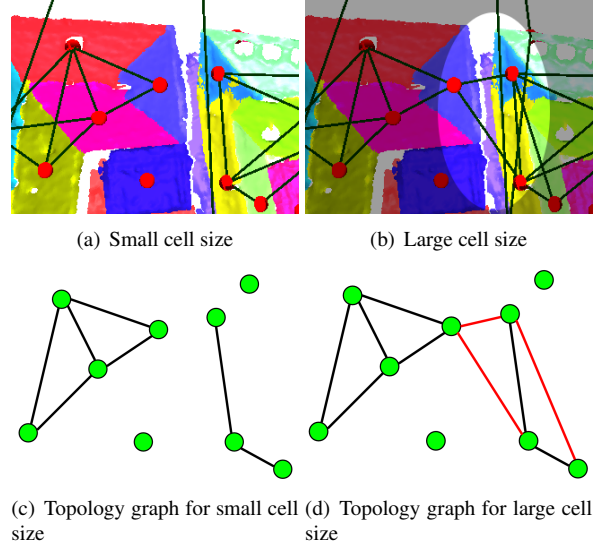 (a) Small cell size
(b) Large cell size
(c) Topology graph for small cell
size
(d) Topology graph for large cell
size